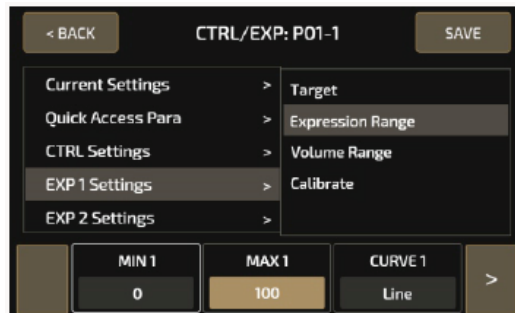 < BACK
CTRL/EXP: P01-1
SAVE
Current Settings >
Quick Access Para >
CTRL Settings >
EXP 1 Settings >
EXP 2 Settings >
Target
Expression Range
Volume Range
Calibrate
MIN 1
MAX 1
CURVE 1
>
0
100
Line